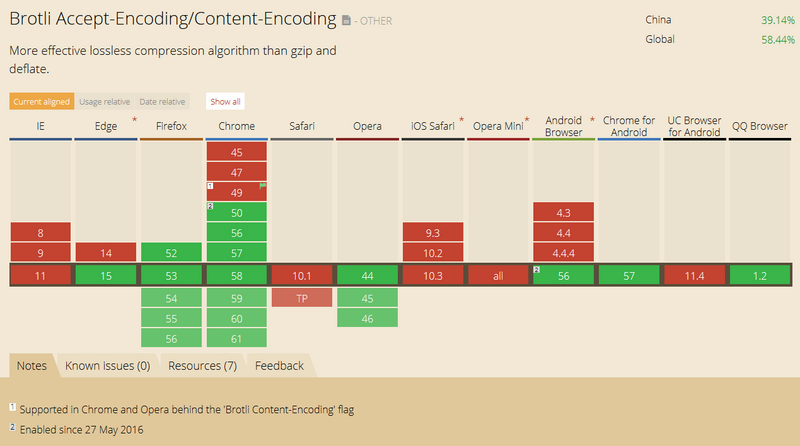 Brotli Accept-Encoding/Content-Encoding - OTHER
China 39.14%
Global 58.44%
More effective lossless compression algorithm than gzip and
deflate.
Current aligned Usage relative Date relative Show all
IE Edge * Firefox Chrome Safari Opera iOS Safari * Opera Mini * Android Browser * Chrome for Android UC Browser for Android QQ Browser
45
47
1 49
2 50 4.3
8 56 9.3 4.4
9 14 52 57 10.2 4.4.4
11 15 53 58 10.1 44 10.3 all 2 56 57 11.4 1.2
54 59 TP 45
55 60 46
56 61
Notes Known issues (0) Resources (7) Feedback
1 Supported in Chrome and Opera behind the 'Brotli Content-Encoding' flag
2 Enabled since 27 May 2016